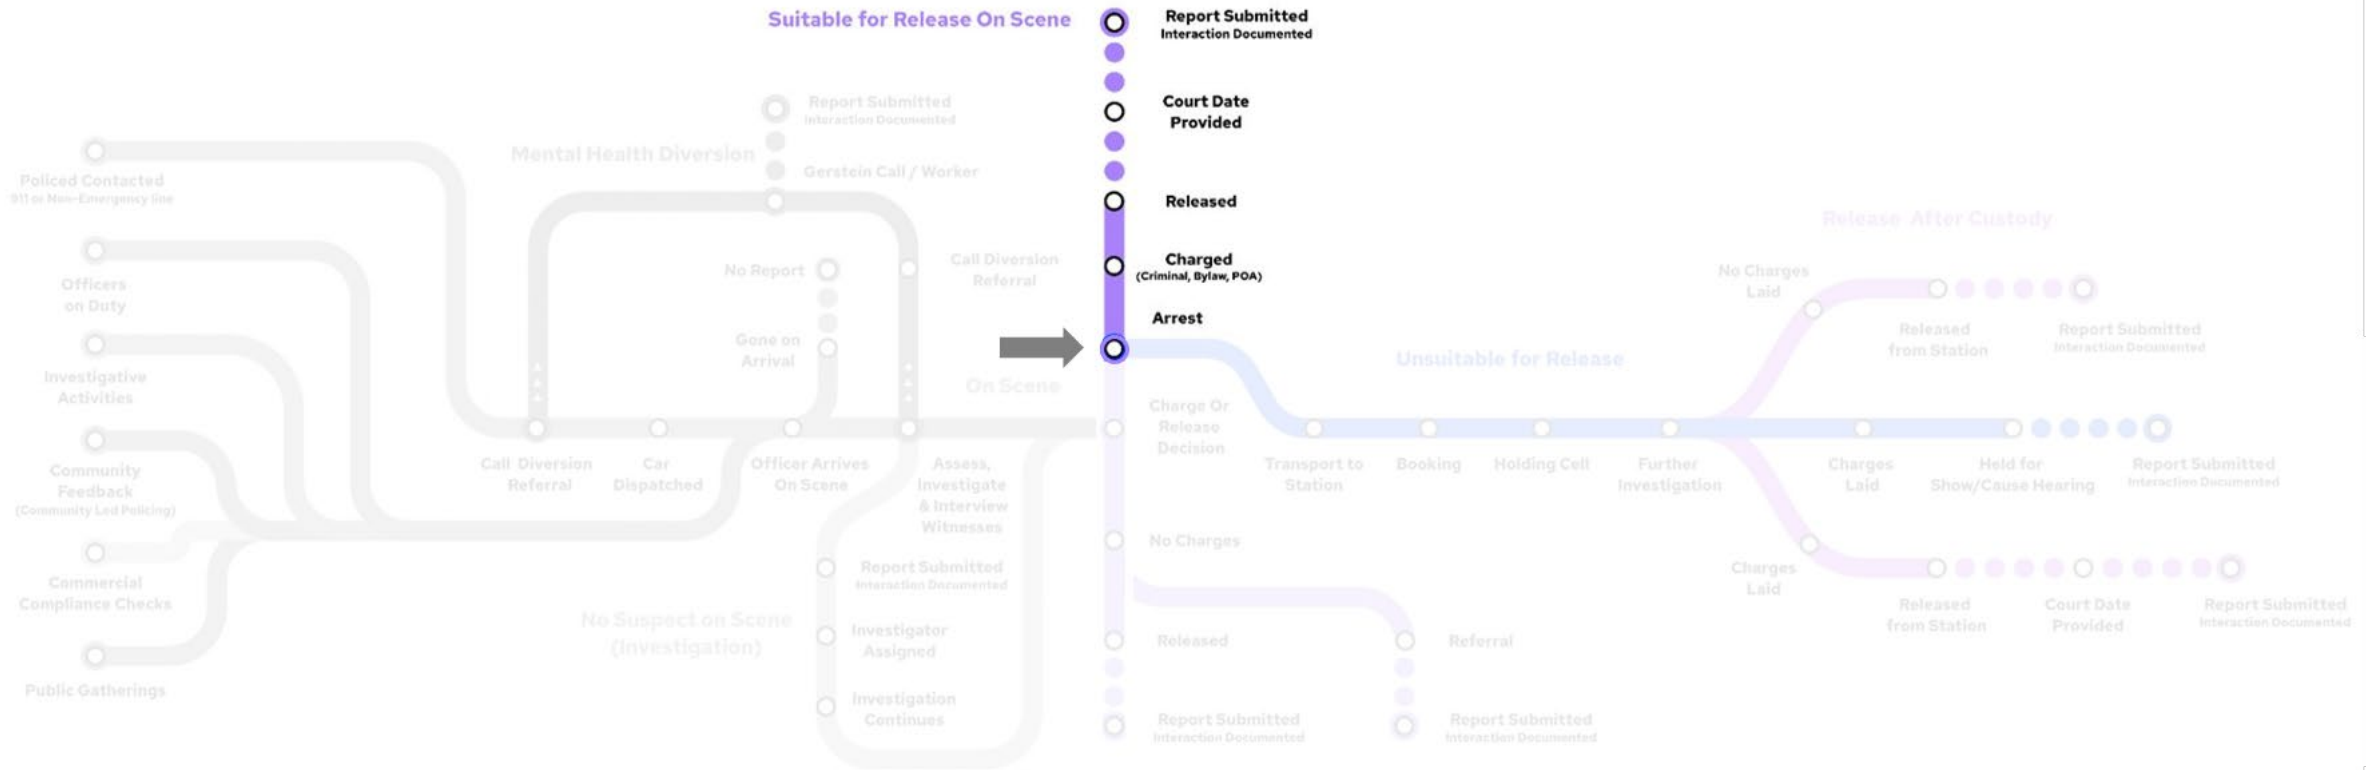 Suitable for Release On Scene
Report Submitted
Interaction Documented
Court Date
Provided
Released
Charged
(Criminal, Bylaw, POA)
Arrest
Mental Health Diversion
Report Submitted
Interaction Documented
Gerstein Call / Worker
Policed Contacted
911 or Non-Emergency line
Officers
on Duty
Investigative
Activities
Community
Feedback
(Community Led Policing)
Commercial
Compliance Checks
Public Gatherings
No Report
Gone on
Arrival
Call Diversion
Referral
On Scene
Call Diversion
Referral
Car
Dispatched
Officer Arrives
On Scene
Assess,
Investigate
& Interview
Witnesses
No Suspect on Scene
(Investigation)
Report Submitted
Interaction Documented
Investigator
Assigned
Investigation
Continues
Charge Or
Release
Decision
No Charges
Released
Report Submitted
Interaction Documented
Referral
Report Submitted
Interaction Documented
Unsuitable for Release
Transport to
Station
Booking
Holding Cell
Further
Investigation
Charges
Laid
Held for
Show/Cause Hearing
Report Submitted
Interaction Documented
Release After Custody
No Charges
Laid
Released
from Station
Report Submitted
Interaction Documented
Charges
Laid
Released
from Station
Court Date
Provided
Report Submitted
Interaction Documented